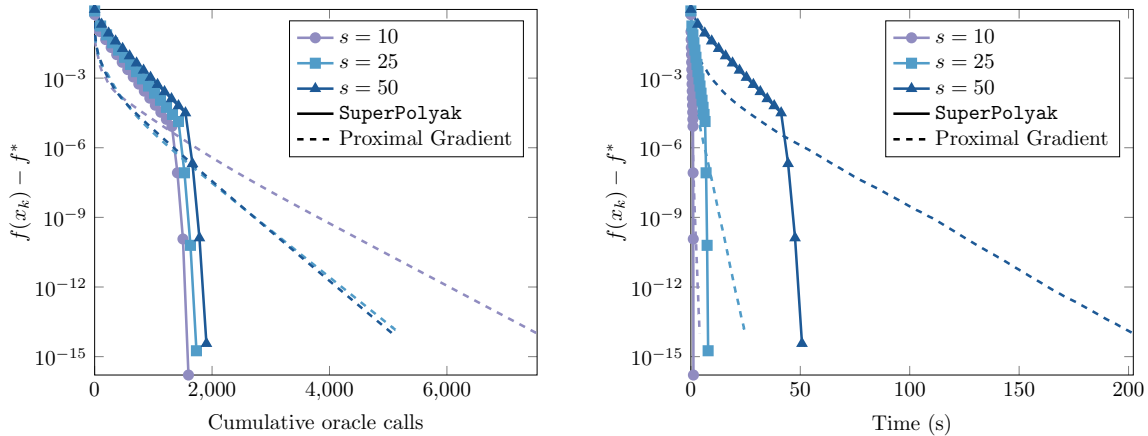 10^{-3}
10^{-6}
10^{-9}
10^{-12}
10^{-15}
f(x_k) − f^*
0
2,000
4,000
6,000
Cumulative oracle calls
s = 10
s = 25
s = 50
SuperPolyak
Proximal Gradient
10^{-3}
10^{-6}
10^{-9}
10^{-12}
10^{-15}
f(x_k) − f^*
0
50
100
150
200
Time (s)
s = 10
s = 25
s = 50
SuperPolyak
Proximal Gradient